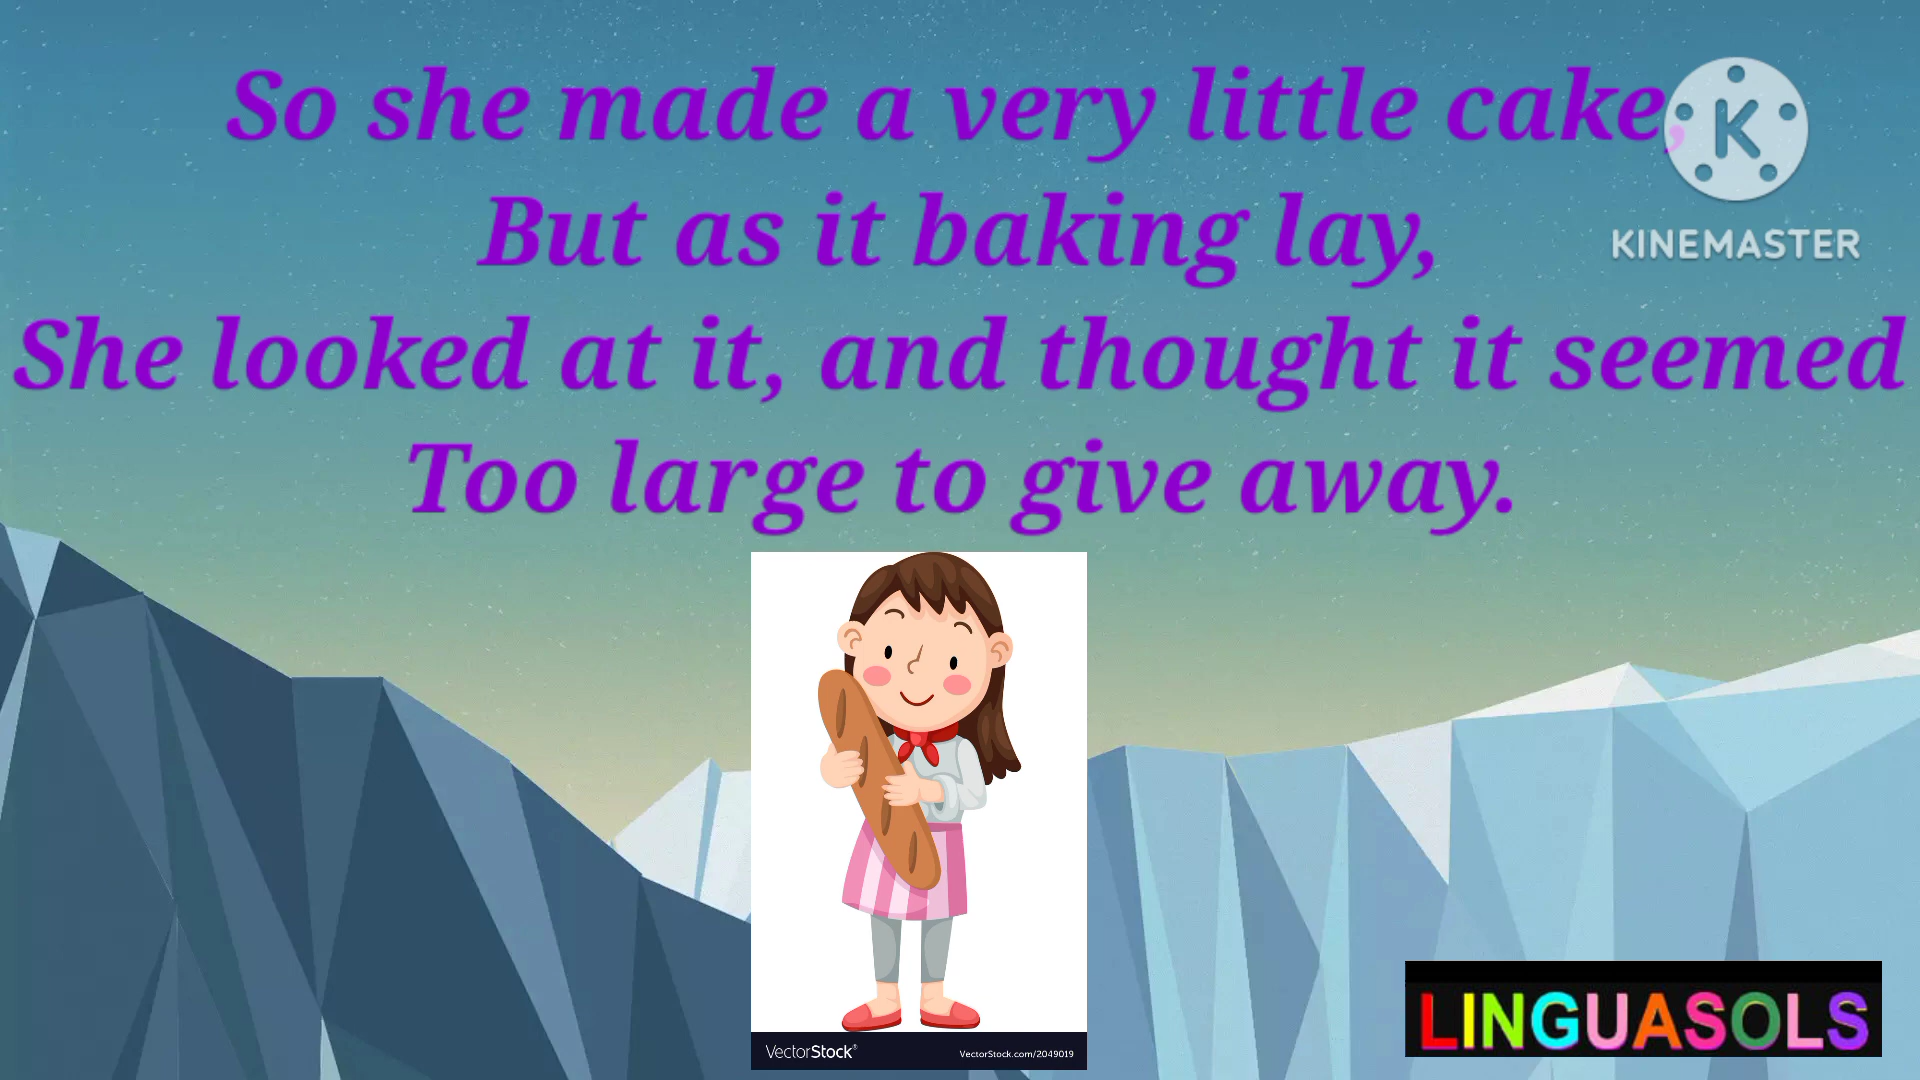 So she made a very little cake,
But as it baking lay,
She looked at it, and thought it seemed
Too large to give away.
K
KINEMASTER
VectorStock®
VectorStock.com/2049019
LINGUASOLS